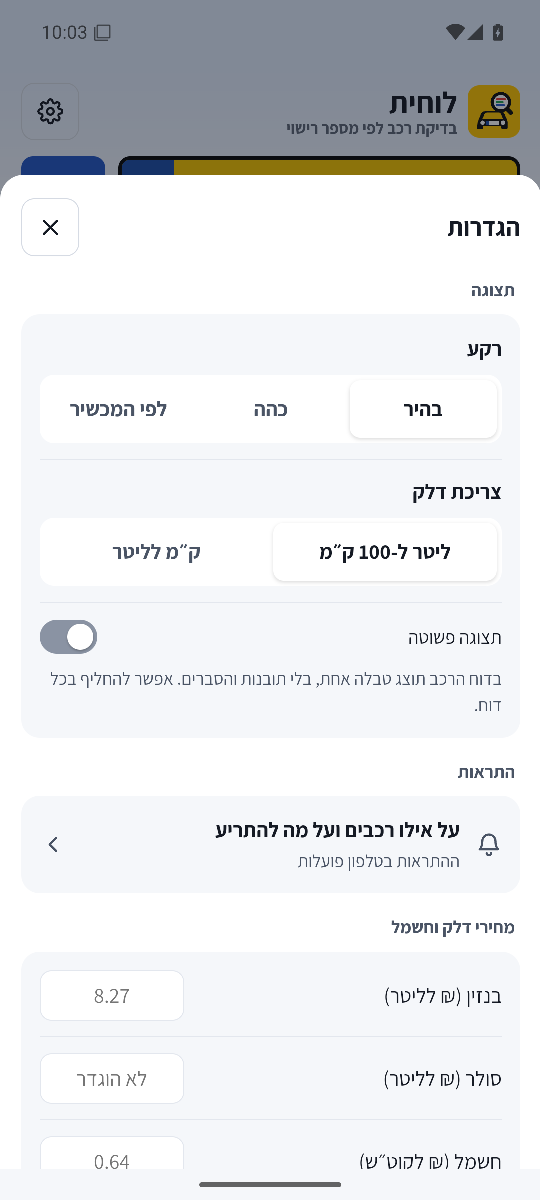 10:03
לוחית
בדיקת רכב לפי מספר רישוי
הגדרות
תצוגה
רקע
בהיר
כהה
לפי המכשיר
צריכת דלק
ליטר ל-100 ק״מ
ק״מ לליטר
תצוגה פשוטה
בדוח הרכב תוצג טבלה אחת, בלי תובנות והסברים. אפשר להחליף בכל
דוח.
התראות
על אילו רכבים ועל מה להתריע
ההתראות בטלפון פועלות
מחירי דלק וחשמל
בנזין (₪ לליטר)
8.27
סולר (₪ לליטר)
לא הוגדר
חשמל (₪ לקוט״ש)
0.64